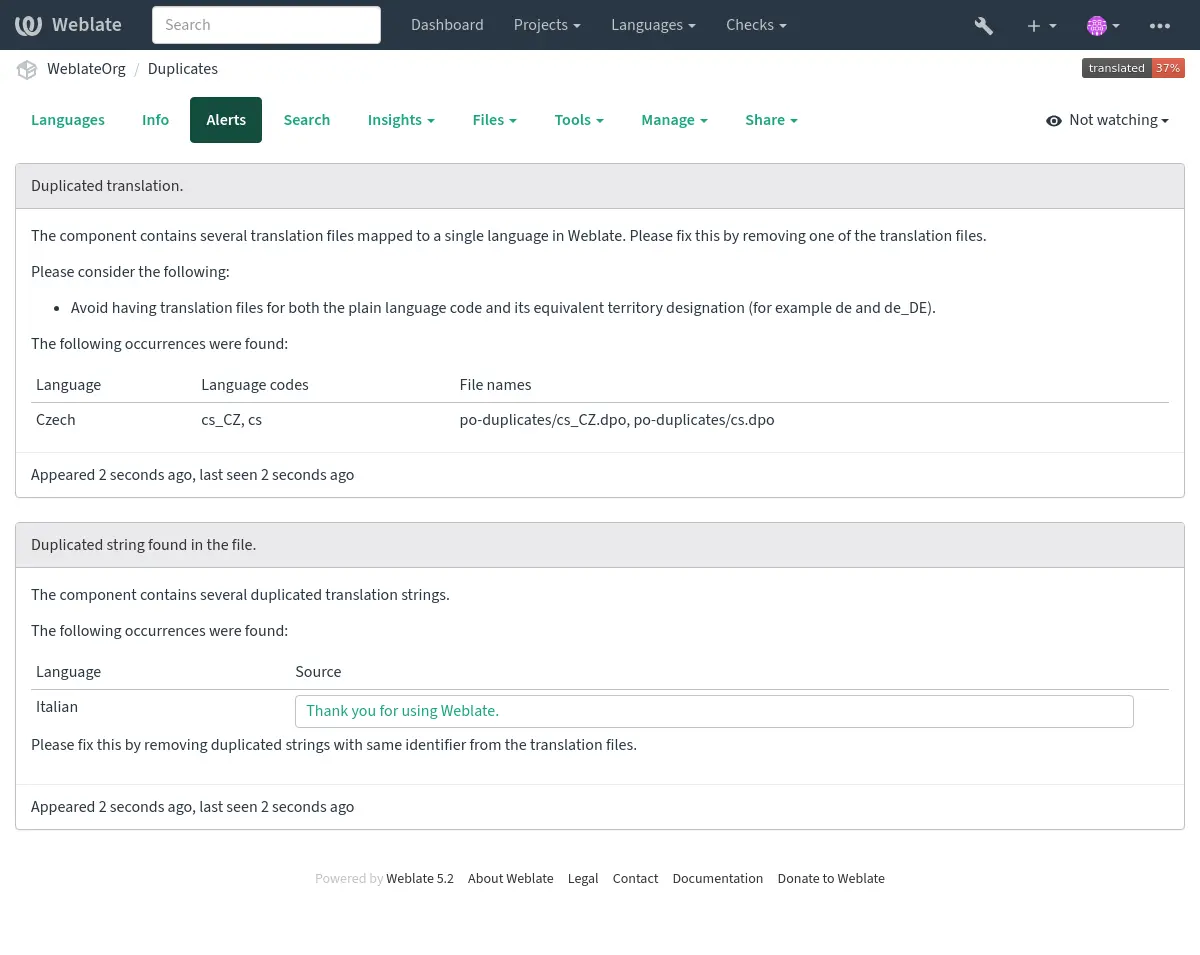 Weblate Search Dashboard Projects Languages Checks
WeblateOrg / Duplicates translated 37%
Languages Info Alerts Search Insights Files Tools Manage Share Not watching
Duplicated translation.
The component contains several translation files mapped to a single language in Weblate. Please fix this by removing one of the translation files.
Please consider the following:
• Avoid having translation files for both the plain language code and its equivalent territory designation (for example de and de_DE).
The following occurrences were found:
Language Language codes File names
Czech cs_CZ, cs po-duplicates/cs_CZ.dpo, po-duplicates/cs.dpo
Appeared 2 seconds ago, last seen 2 seconds ago
Duplicated string found in the file.
The component contains several duplicated translation strings.
The following occurrences were found:
Language Source
Italian Thank you for using Weblate.
Please fix this by removing duplicated strings with same identifier from the translation files.
Appeared 2 seconds ago, last seen 2 seconds ago
Powered by Weblate 5.2 About Weblate Legal Contact Documentation Donate to Weblate